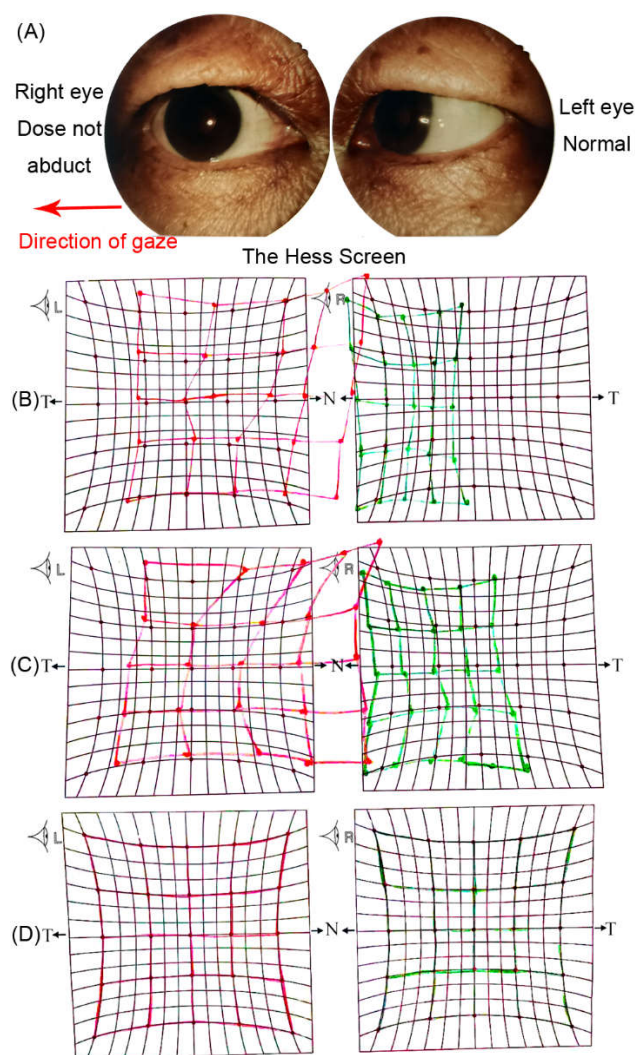 (A)
Right eye
Dose not
abduct
Left eye
Normal
Direction of gaze
The Hess Screen
L R
(B) T N T
L R
(C) T N T
L R
(D) T N T